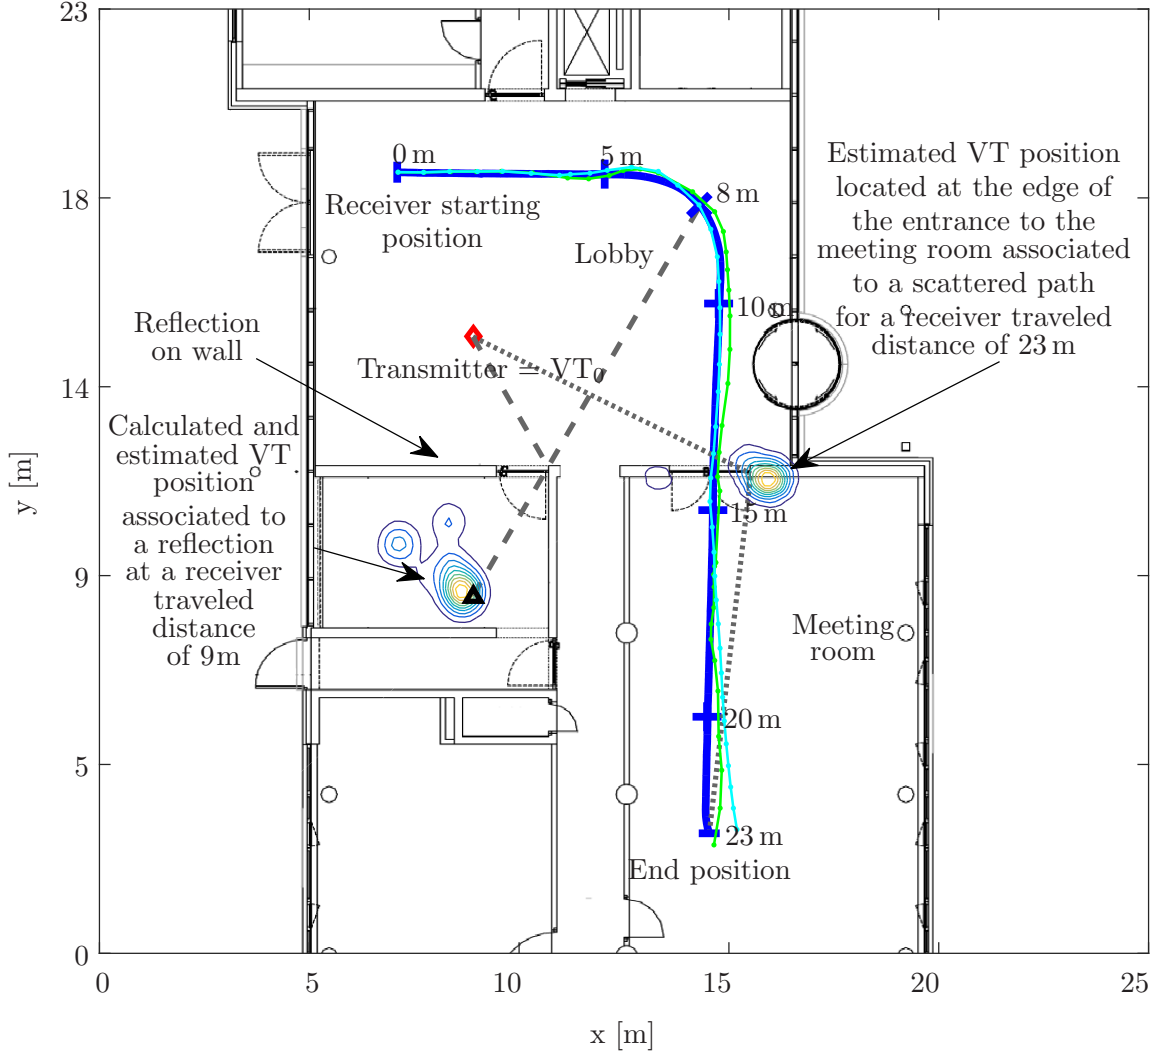 23
18
14
9
5
0
y [m]
0
5
10
15
20
25
x [m]
0 m
5 m
8 m
10 m
15 m
20 m
23 m
Receiver starting
position
Lobby
Estimated VT position
located at the edge of
the entrance to the
meeting room associated
to a scattered path
for a receiver traveled
distance of 23 m
Reflection
on wall
Transmitter = VT0
Calculated and
estimated VT
position
associated to
a reflection
at a receiver
traveled
distance
of 9 m
Meeting
room
End position